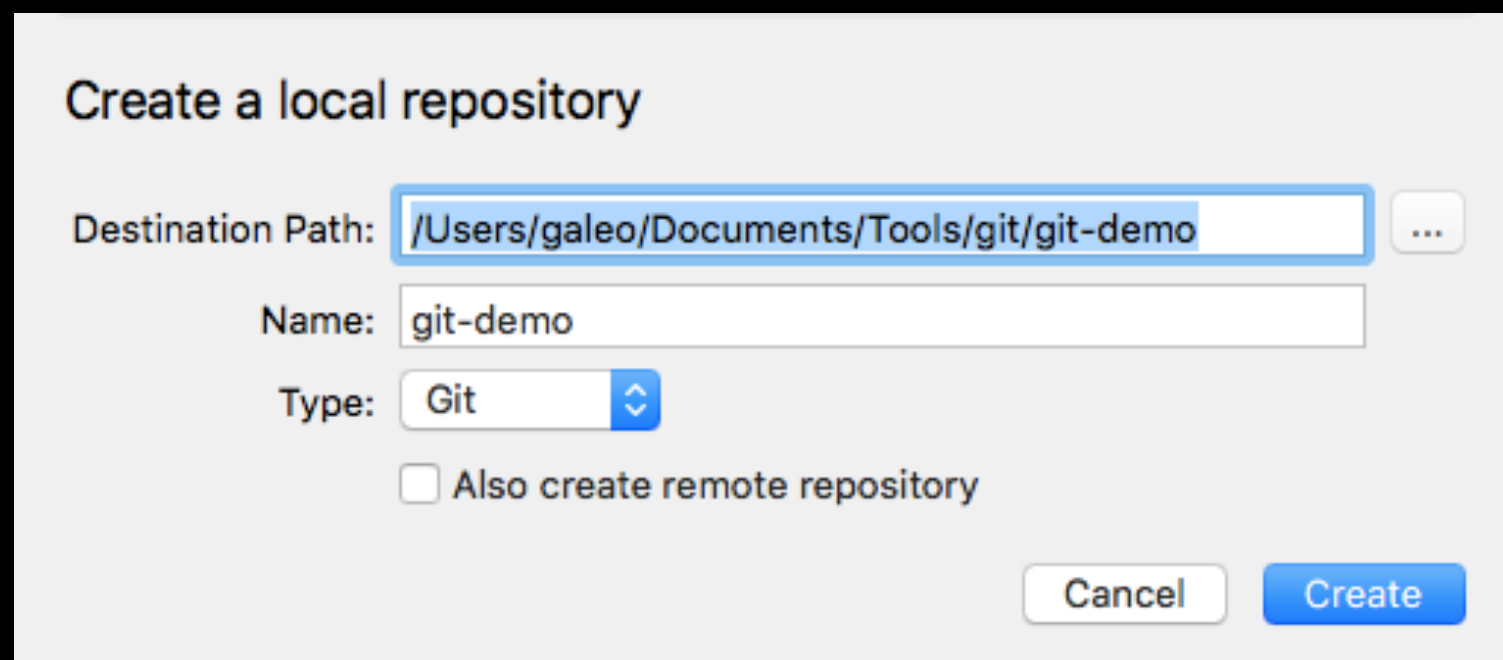 Create a local repository
Destination Path: /Users/galeo/Documents/Tools/git/git-demo ...
Name: git-demo
Type: Git
Also create remote repository
Cancel Create